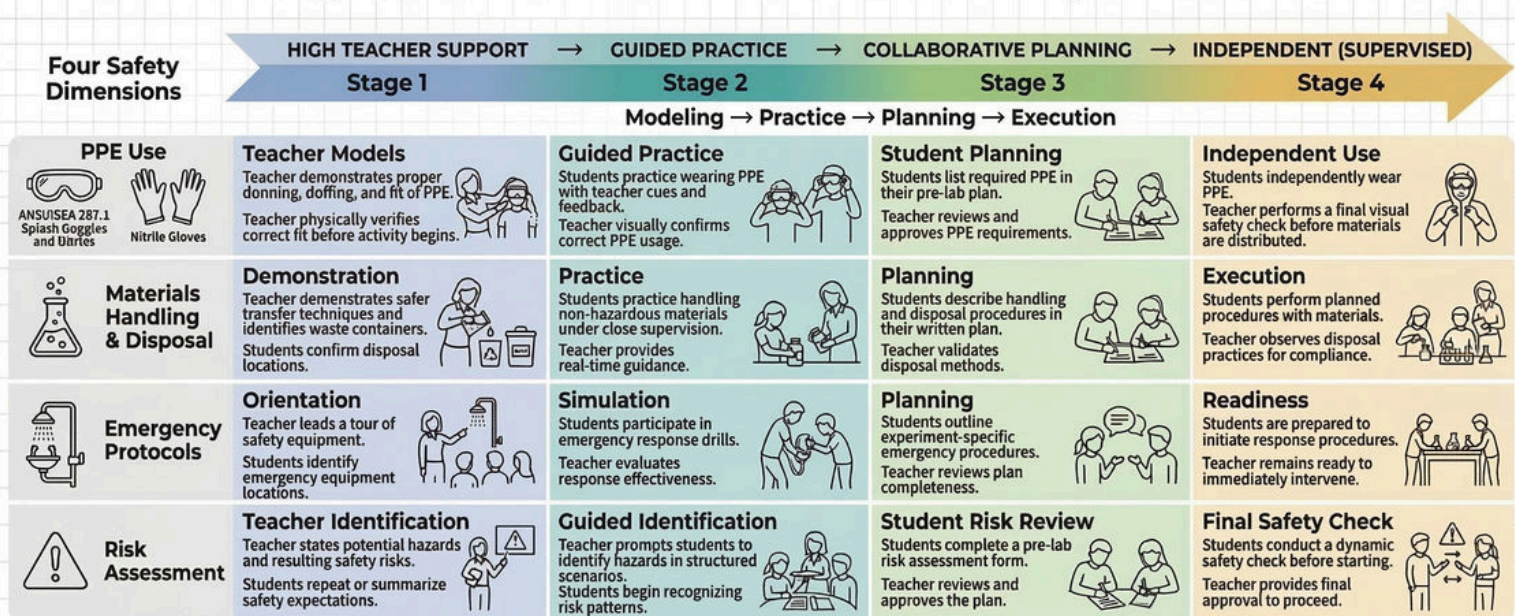 Four Safety
Dimensions
HIGH TEACHER SUPPORT → GUIDED PRACTICE → COLLABORATIVE PLANNING → INDEPENDENT (SUPERVISED)
Stage 1
Stage 2
Stage 3
Stage 4
Modeling → Practice → Planning → Execution
PPE Use
ANSUISEA 287.1
Splash Goggles
and
Nitrile Gloves
Teacher Models
Teacher demonstrates proper
donning, doffing, and fit of PPE.
Teacher physically verifies
correct fit before activity begins.
Guided Practice
Students practice wearing PPE
with teacher cues and
feedback.
Teacher visually confirms
correct PPE usage.
Student Planning
Students list required PPE in
their pre-lab plan.
Teacher reviews and
approves PPE requirements.
Independent Use
Students independently wear
PPE.
Teacher performs a final visual
safety check before materials
are distributed.
Materials
Handling
& Disposal
Demonstration
Teacher demenstrates safer
transfer techniques and
identifies waste containers.
Students confirm disposal
locations.
Practice
Students practice handling
non-hazardous materials
under close supervision.
Teacher provides
real-time guidance.
Planning
Students describe handling
and disposal procedures in
their written plan.
Teacher validates
disposal methods.
Execution
Students perform planned
procedures with materials.
Teacher observes disposal
practices for compliance.
Emergency
Protocols
Orientation
Teacher leads a tour of
safety equipment.
Students identify
emergency equipment
locations.
Simulation
Students participate in
emergency response drills.
Teacher evaluates
response effectiveness.
Planning
Students outline
experiment-specific
emergency procedures.
Teacher reviews plan
completeness.
Readiness
Students are prepared to
initiate response procedures.
Teacher remains ready to
immediately intervene.
Risk
Assessment
Teacher Identification
Teacher states potential hazards
and resulting safety risks.
Students repeat or summarize
safety expectations.
Guided Identification
Teacher prompts students to
identify hazards in structured
scenarios.
Students begin recognizing
risk patterns.
Student Risk Review
Students complete a pre-lab
risk assessment form.
Teacher reviews and
approves the plan.
Final Safety Check
Students conduct a dynamic
safety check before starting.
Teacher provides final
approval to proceed.